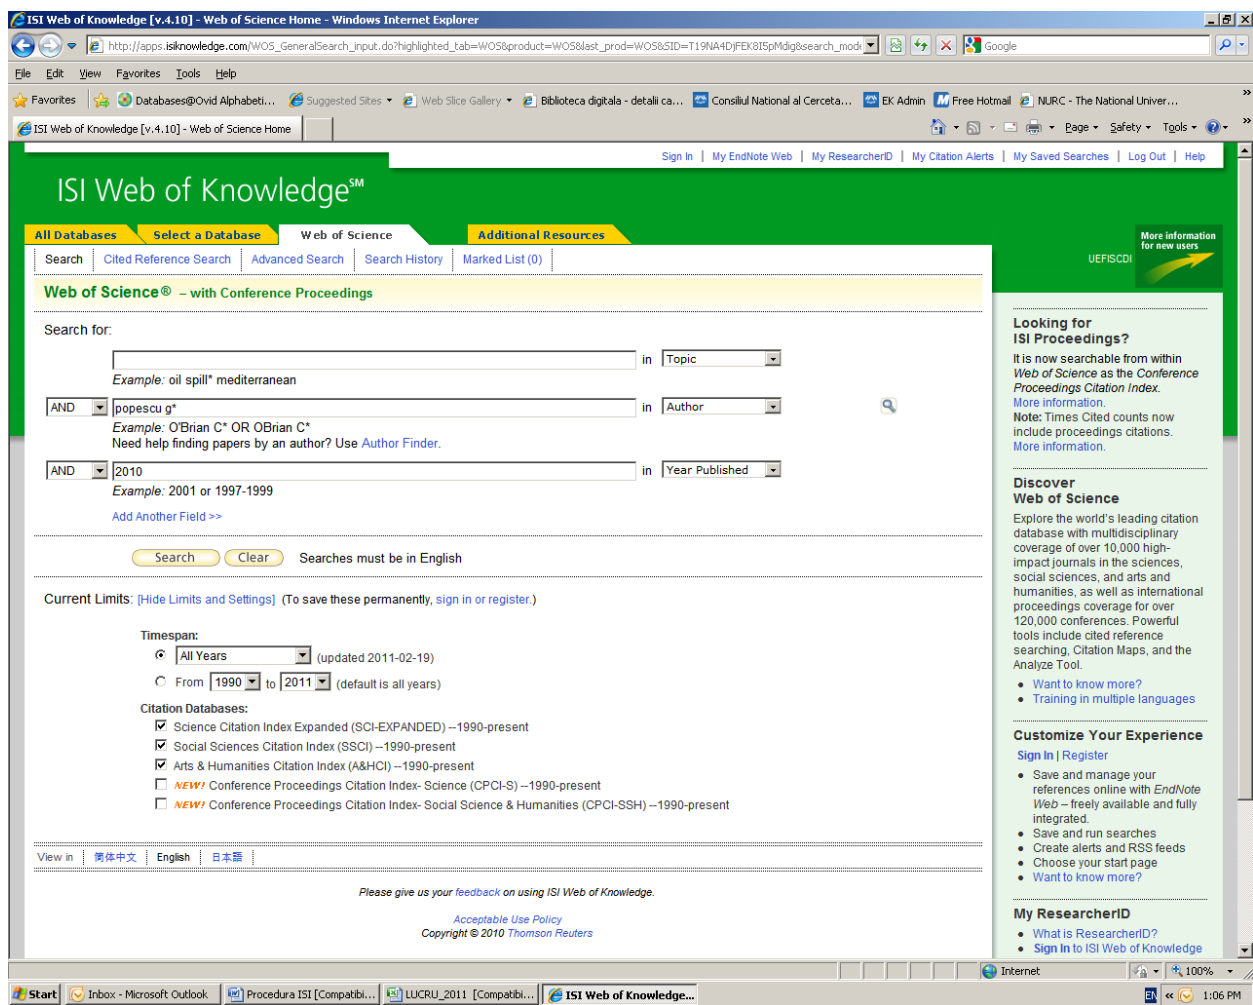 ISI Web of Knowledge [v.4.10] - Web of Science Home - Windows Internet Explorer
http://apps.isiknowledge.com/WOS_GeneralSearch_input.do?highlighted_tab=WOS&product=WOS&last_prod=WOS&SID=T19NA4DjFEK8I5pMdig&search_mode
Google
File Edit View Favorites Tools Help
Favorites Databases@Ovid Alphabeti... Suggested Sites Web Slice Gallery Biblioteca digitala - detalii ca... Consiliul National al Cerceta... EK Admin Free Hotmail NURC - The National Univer... »
ISI Web of Knowledge [v.4.10] - Web of Science Home Page Safety Tools »
Sign In | My EndNote Web | My ResearcherID | My Citation Alerts | My Saved Searches | Log Out | Help
ISI Web of Knowledge℠
All Databases Select a Database Web of Science Additional Resources
Search Cited Reference Search Advanced Search Search History Marked List (0)
UEFISCDI
More information
for new users
Web of Science® – with Conference Proceedings
Search for:
in Topic
Example: oil spill* mediterranean
AND popescu g* in Author
Example: O'Brian C* OR OBrian C*
Need help finding papers by an author? Use Author Finder.
AND 2010 in Year Published
Example: 2001 or 1997-1999
Add Another Field >>
Search Clear Searches must be in English
Current Limits: [Hide Limits and Settings] (To save these permanently, sign in or register.)
Timespan:
All Years (updated 2011-02-19)
From 1990 to 2011 (default is all years)
Citation Databases:
Science Citation Index Expanded (SCI-EXPANDED) --1990-present
Social Sciences Citation Index (SSCI) --1990-present
Arts & Humanities Citation Index (A&HCI) --1990-present
NEW! Conference Proceedings Citation Index- Science (CPCI-S) --1990-present
NEW! Conference Proceedings Citation Index- Social Science & Humanities (CPCI-SSH) --1990-present
View in 简体中文 English 日本語
Please give us your feedback on using ISI Web of Knowledge.
Acceptable Use Policy
Copyright © 2010 Thomson Reuters
Looking for
ISI Proceedings?
It is now searchable from within
Web of Science as the Conference
Proceedings Citation Index.
More information.
Note: Times Cited counts now
include proceedings citations.
More information.
Discover
Web of Science
Explore the world's leading citation
database with multidisciplinary
coverage of over 10,000 high-
impact journals in the sciences,
social sciences, and arts and
humanities, as well as international
proceedings coverage for over
120,000 conferences. Powerful
tools include cited reference
searching, Citation Maps, and the
Analyze Tool.
Want to know more?
Training in multiple languages
Customize Your Experience
Sign In | Register
Save and manage your
references online with EndNote
Web – freely available and fully
integrated.
Save and run searches
Create alerts and RSS feeds
Choose your start page
Want to know more?
My ResearcherID
What is ResearcherID?
Sign In to ISI Web of Knowledge
Internet 100%
Start Inbox - Microsoft Outlook Procedura ISI [Compatibi... LUCRU_2011 [Compatibi... ISI Web of Knowledge... EN « 1:06 PM